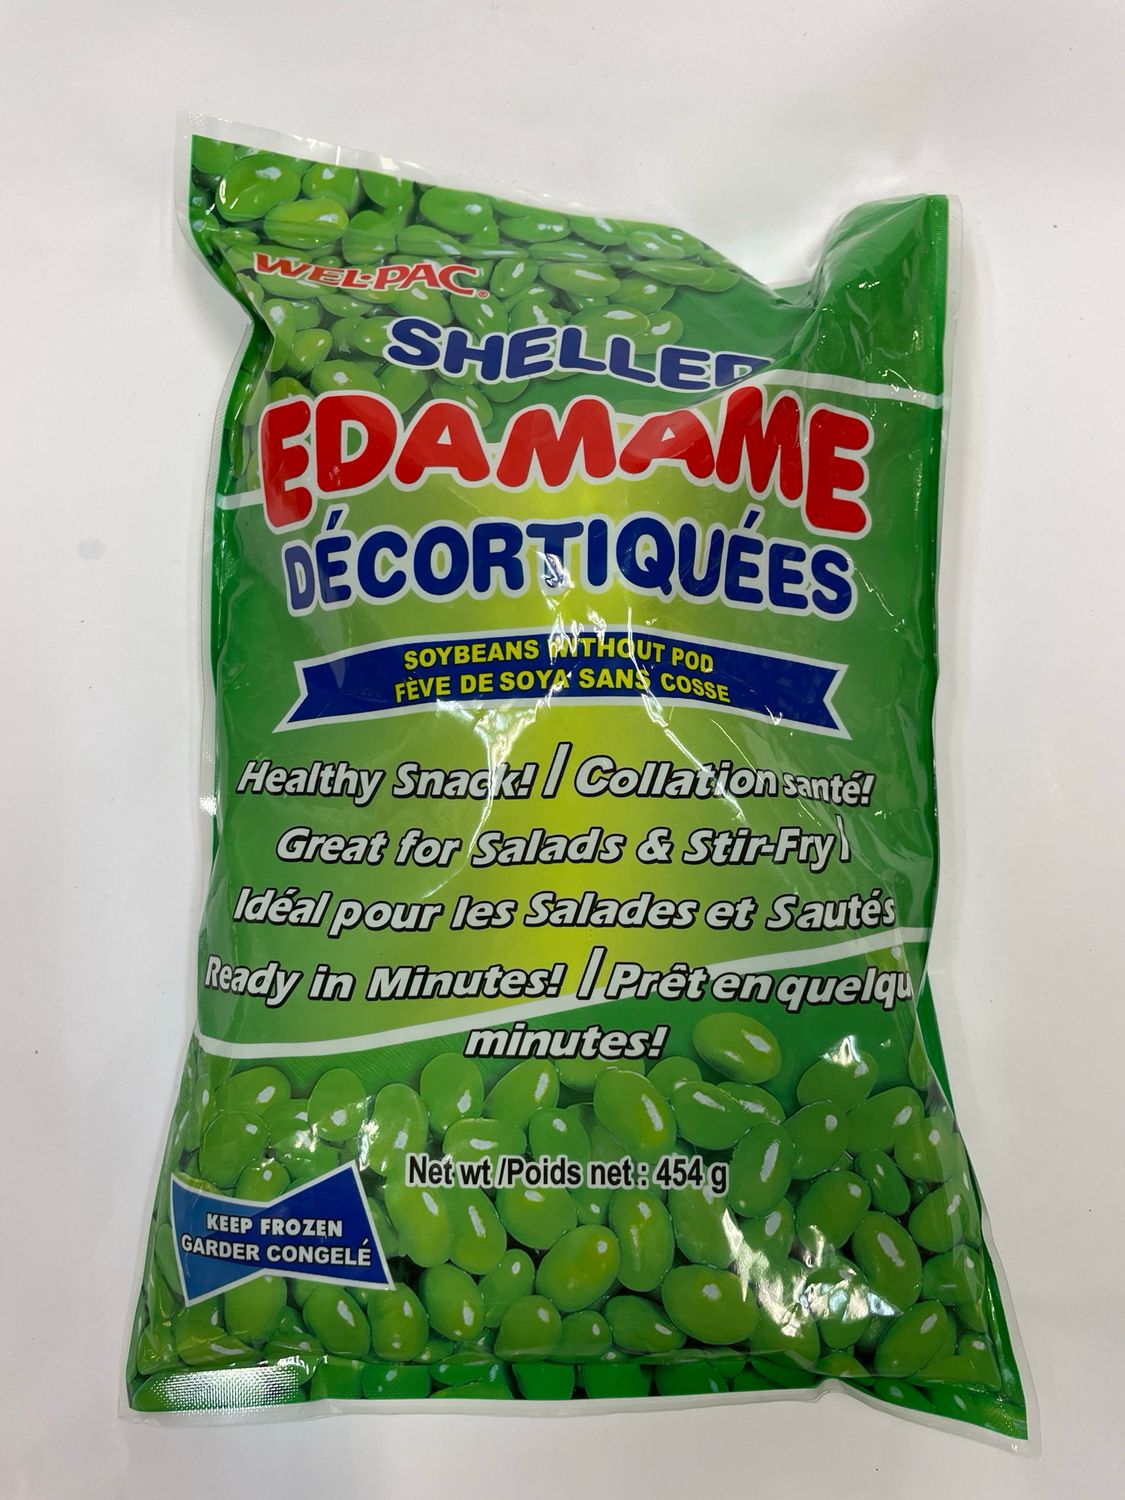 WEL·PAC®
SHELLED
EDAMAME
DÉCORTIQUÉES
SOYBEANS WITHOUT POD
FÈVE DE SOYA SANS COSSE
Healthy Snack! / Collation santé!
Great for Salads & Stir-Fry /
Idéal pour les Salades et Sautés
Ready in Minutes! / Prêt en quelqu
minutes!
Net wt /Poids net : 454 g
KEEP FROZEN
GARDER CONGELÉ